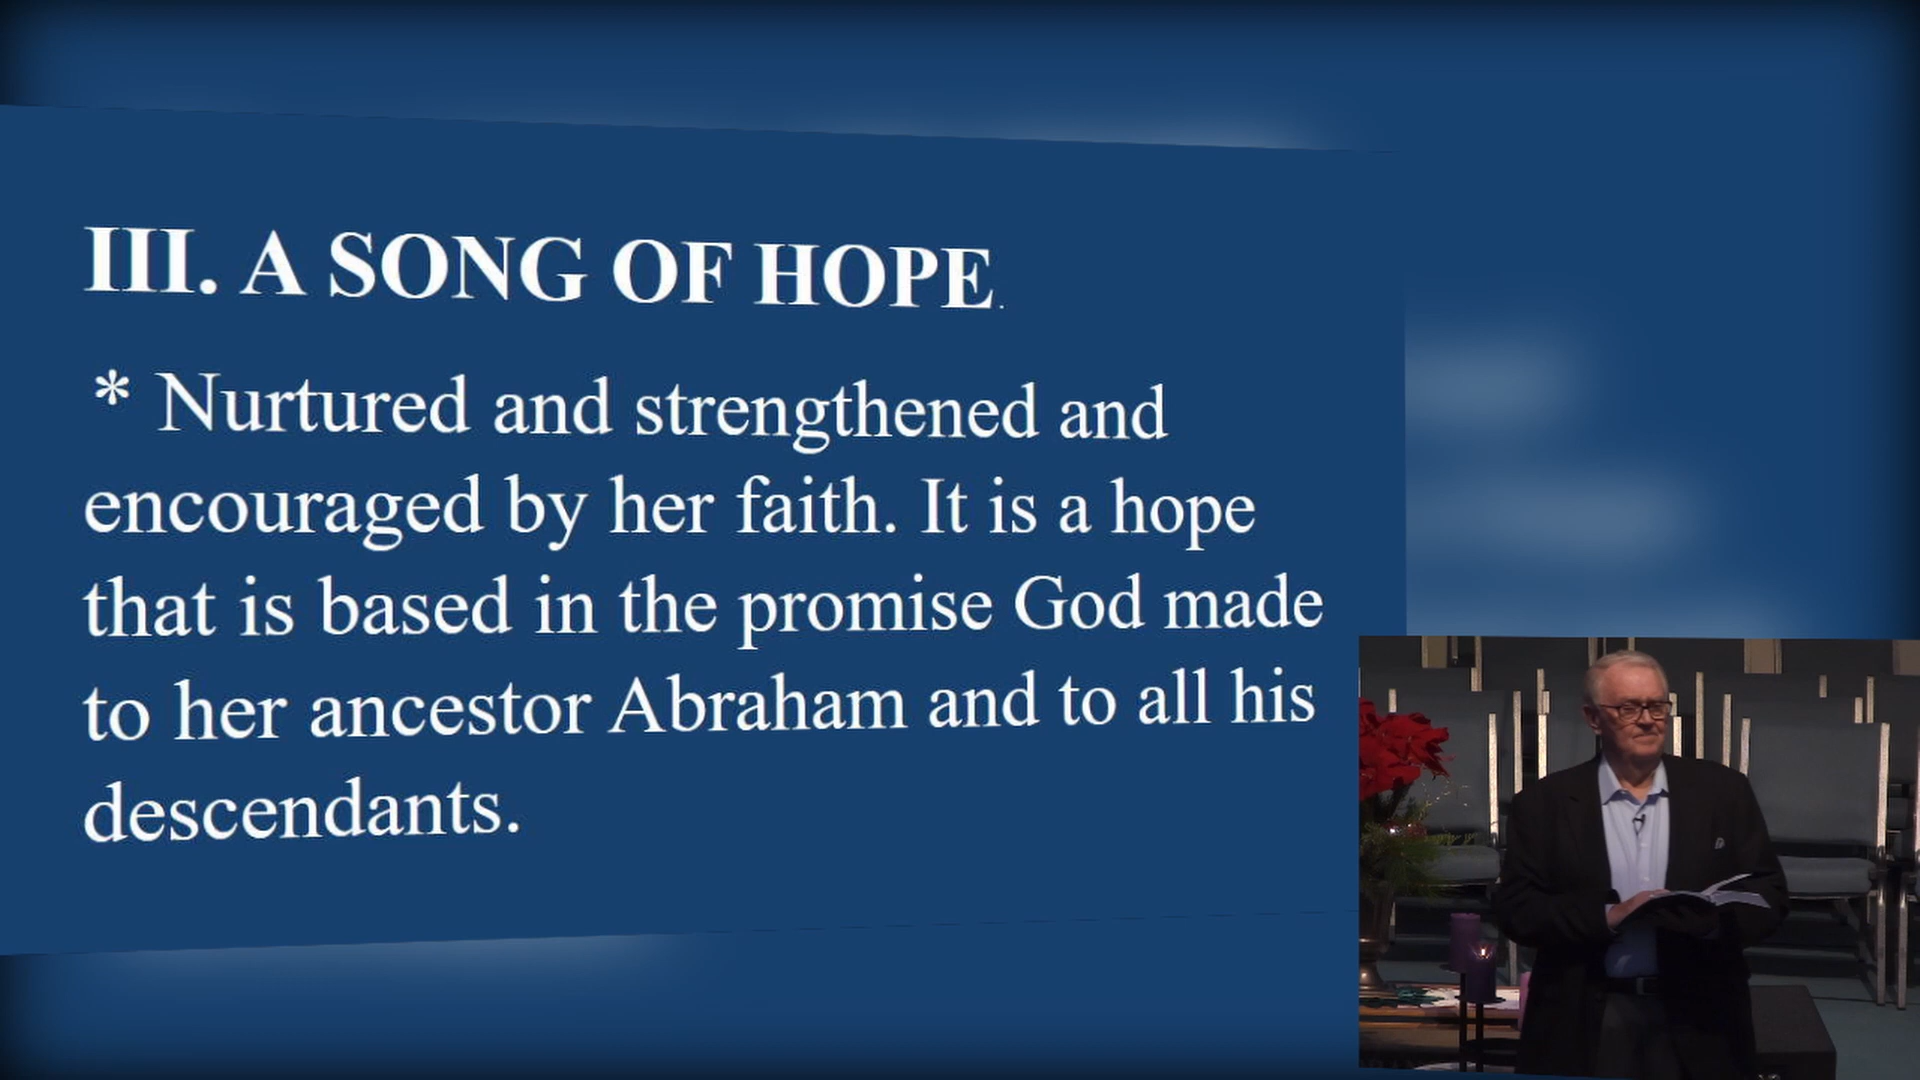 III. A SONG OF HOPE.
* Nurtured and strengthened and
encouraged by her faith. It is a hope
that is based in the promise God made
to her ancestor Abraham and to all his
descendants.